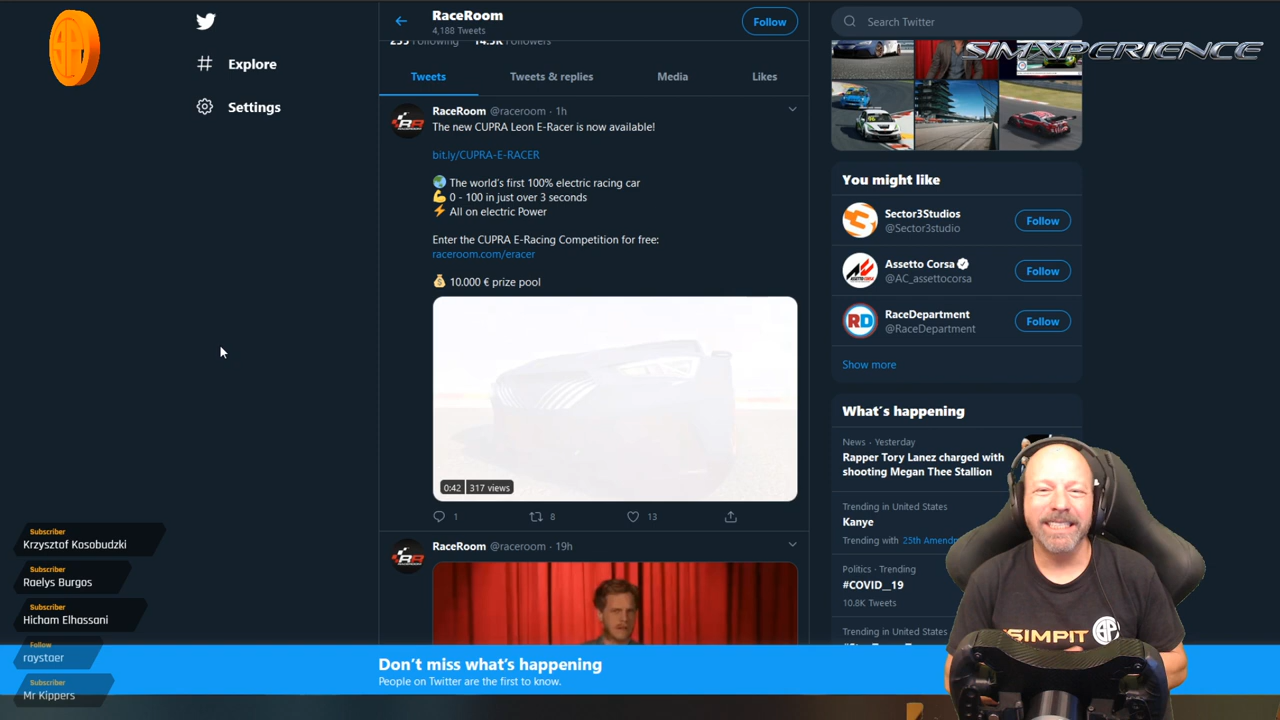 Explore
Settings
RaceRoom
4,188 Tweets
Follow
Following
Followers
Tweets
Tweets & replies
Media
Likes
RaceRoom @raceroom · 1h
The new CUPRA Leon E-Racer is now available!
bit.ly/CUPRA-E-RACER
The world's first 100% electric racing car
0 - 100 in just over 3 seconds
All on electric Power
Enter the CUPRA E-Racing Competition for free:
raceroom.com/eracer
10.000 € prize pool
0:42
317 views
1
8
13
RaceRoom @raceroom · 19h
Search Twitter
SIMXPERIENCE
You might like
Sector3Studios
@Sector3studio
Follow
Assetto Corsa
@AC_assettocorsa
Follow
RD
RaceDepartment
@RaceDepartment
Follow
Show more
What's happening
News · Yesterday
Rapper Tory Lanez charged with
shooting Megan Thee Stallion
Trending in United States
Kanye
Trending with 25th
Politics · Trending
#COVID__19
10.8K Tweets
Trending in United States
SIMPIT
Subscriber
Krzysztof Kosobudzki
Subscriber
Raelys Burgos
Subscriber
Hicham Elhassani
Follow
raystaer
Subscriber
Mr Kippers
Don't miss what's happening
People on Twitter are the first to know.